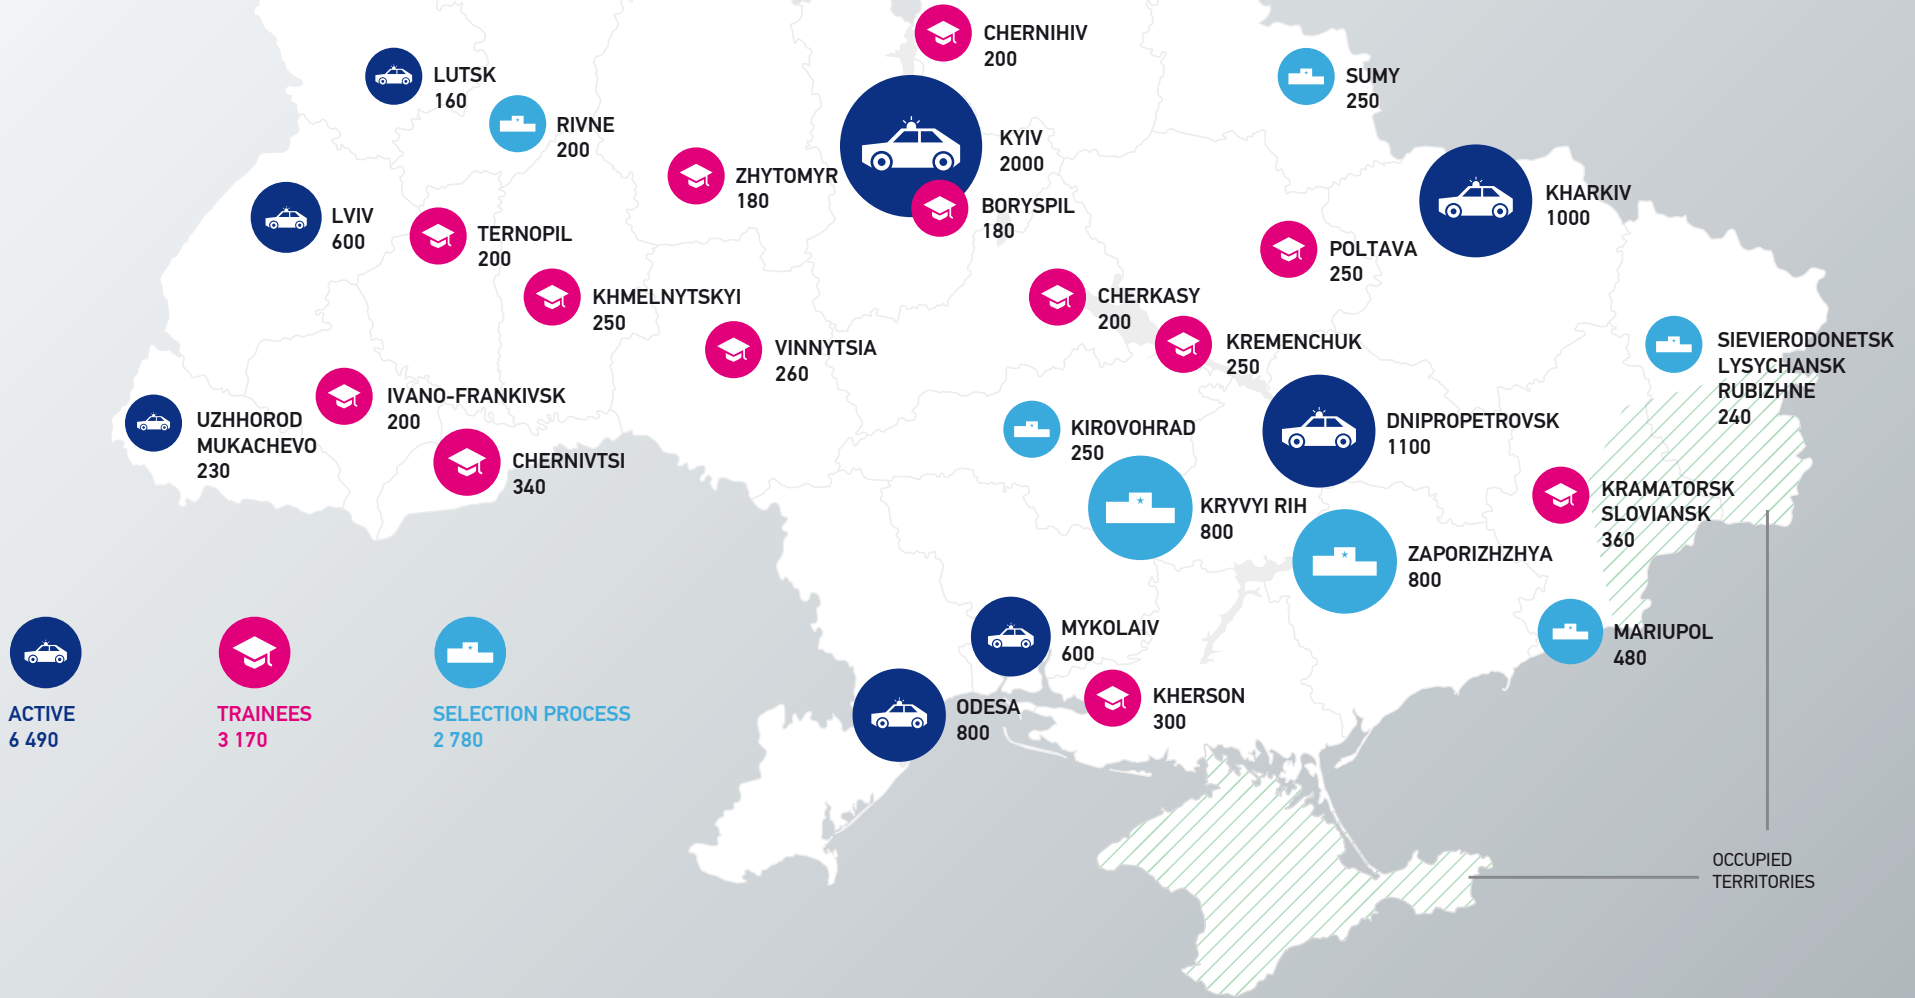 CHERNIHIV
200
LUTSK
160
SUMY
250
RIVNE
200
KYIV
2000
ZHYTOMYR
180
KHARKIV
1000
BORYSPIL
180
LVIV
600
TERNOPIL
200
POLTAVA
250
KHMELNYTSKYI
250
CHERKASY
200
KREMENCHUK
250
VINNYTSIA
260
SIEVIERODONETSK
LYSYCHANSK
RUBIZHNE
240
IVANO-FRANKIVSK
200
UZHHOROD
MUKACHEVO
230
KIROVOHRAD
250
DNIPROPETROVSK
1100
CHERNIVTSI
340
KRAMATORSK
SLOVIANSK
360
KRYVYI RIH
800
ZAPORIZHZHYA
800
MYKOLAIV
600
MARIUPOL
480
KHERSON
300
ODESA
800
ACTIVE
6 490
TRAINEES
3 170
SELECTION PROCESS
2 780
OCCUPIED
TERRITORIES